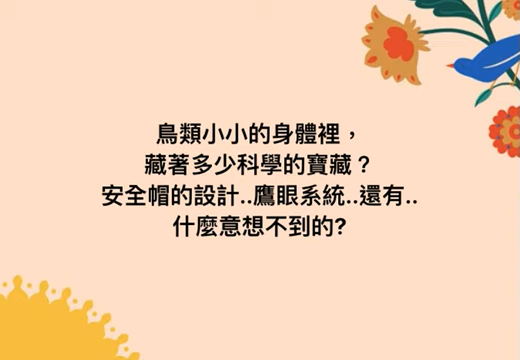 鳥類小小的身體裡，
藏著多少科學的寶藏？
安全帽的設計..鷹眼系統..還有..
什麼意想不到的?